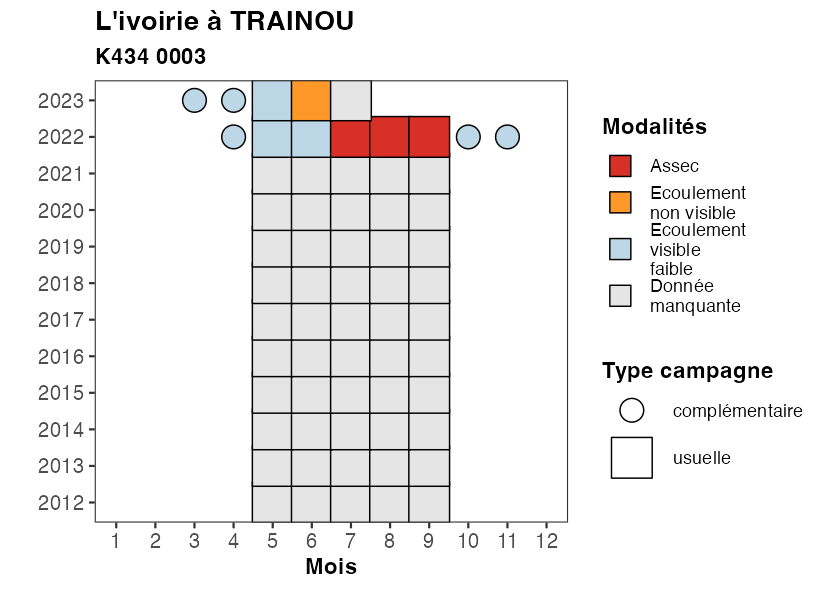 L'ivoirie à TRAINOU
K434 0003
2023
2022
2021
2020
2019
2018
2017
2016
2015
2014
2013
2012
1 2 3 4 5 6 7 8 9 10 11 12
Mois
Modalités
Assec
Ecoulement
non visible
Ecoulement
visible
faible
Donnée
manquante
Type campagne
complémentaire
usuelle